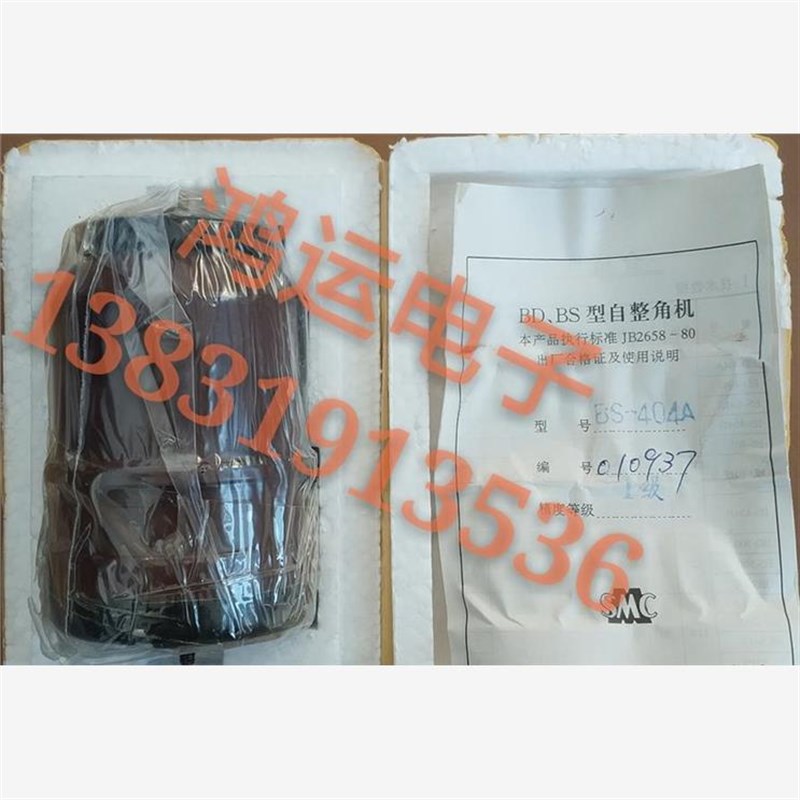 鸿运电子
13831913536
BD、BS 型自整角机
本产品执行标准 JB2658-80
出厂合格证及使用说明
型 号 BS-404A
编 号 010937
精度等级 1级
SMC